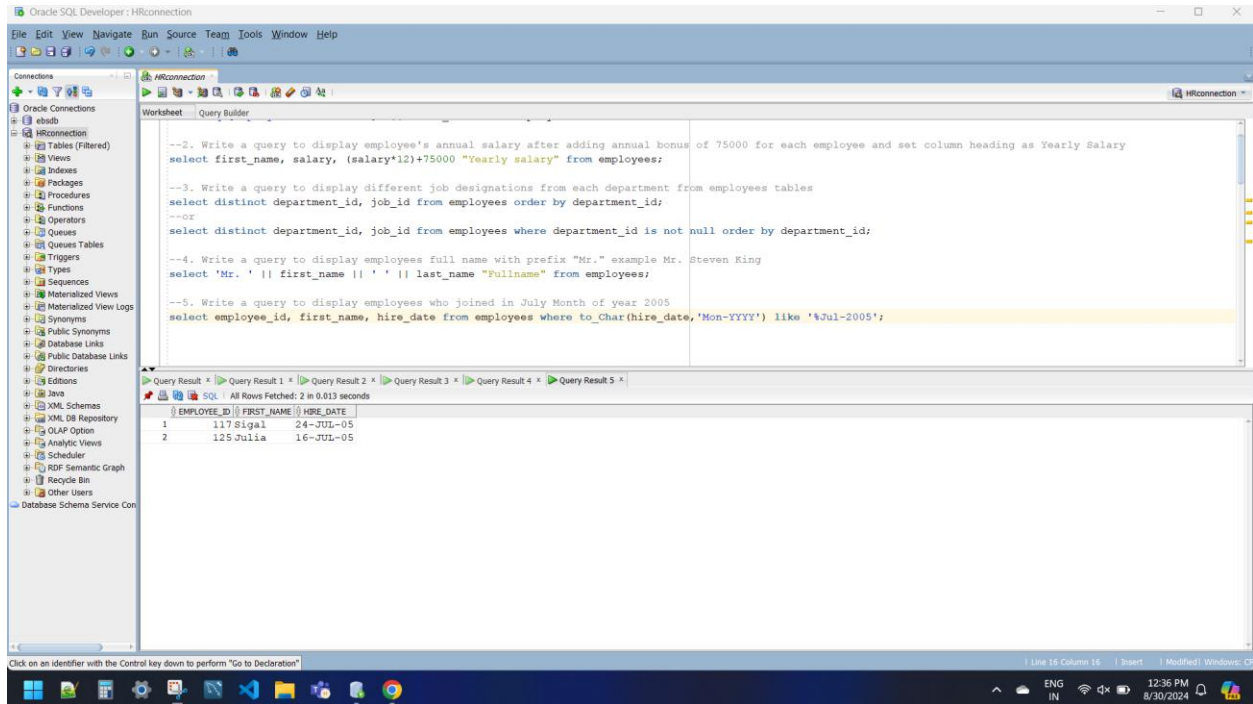 Oracle SQL Developer : HRconnection
File Edit View Navigate Run Source Team Tools Window Help
Connections
HRconnection
Oracle Connections
ebsdb
HRconnection
Tables (Filtered)
Views
Indexes
Packages
Procedures
Functions
Operators
Queues
Queues Tables
Triggers
Types
Sequences
Materialized Views
Materialized View Logs
Synonyms
Public Synonyms
Database Links
Public Database Links
Directories
Editions
Java
XML Schemas
XML DB Repository
OLAP Option
Analytic Views
Scheduler
RDF Semantic Graph
Recycle Bin
Other Users
Database Schema Service Con
HRconnection
Worksheet Query Builder
--2. Write a query to display employee's annual salary after adding annual bonus of 75000 for each employee and set column heading as Yearly Salary
select first_name, salary, (salary*12)+75000 "Yearly salary" from employees;
--3. Write a query to display different job designations from each department from employees tables
select distinct department_id, job_id from employees order by department_id;
--or
select distinct department_id, job_id from employees where department_id is not null order by department_id;
--4. Write a query to display employees full name with prefix "Mr." example Mr. Steven King
select 'Mr. ' || first_name || ' ' || last_name "Fullname" from employees;
--5. Write a query to display employees who joined in July Month of year 2005
select employee_id, first_name, hire_date from employees where to_Char(hire_date,'Mon-YYYY') like '%Jul-2005';
Query Result × Query Result 1 × Query Result 2 × Query Result 3 × Query Result 4 × Query Result 5 ×
SQL | All Rows Fetched: 2 in 0.013 seconds
EMPLOYEE_ID FIRST_NAME HIRE_DATE
1 117 Sigal 24-JUL-05
2 125 Julia 16-JUL-05
Click on an identifier with the Control key down to perform "Go to Declaration"
Line 16 Column 16 | Insert | Modified | Windows: CR
ENG
IN
12:36 PM
8/30/2024